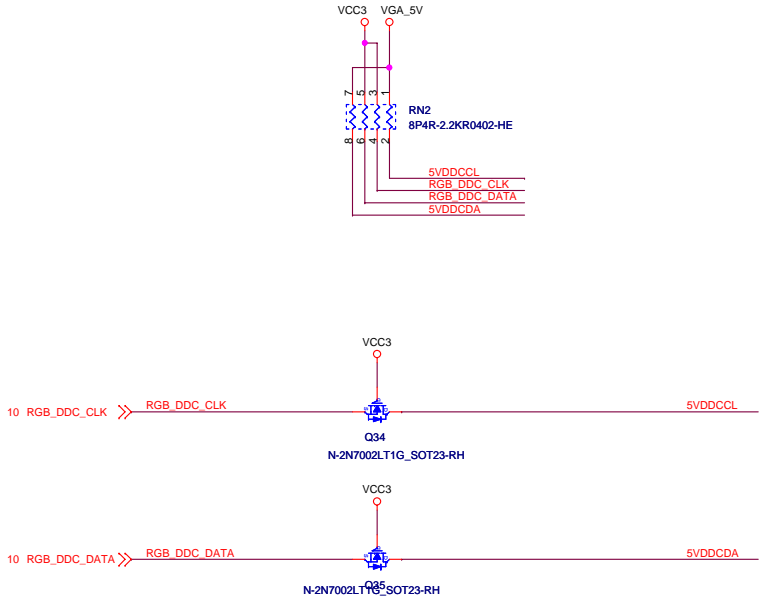 VCC3 VGA_5V
7 5 3 1
RN2
8P4R-2.2KR0402-HE
8 6 4 2
5VDDCCL
RGB_DDC_CLK
RGB_DDC_DATA
5VDDCDA
VCC3
10 RGB_DDC_CLK RGB_DDC_CLK 5VDDCCL
Q34
N-2N7002LT1G_SOT23-RH
VCC3
10 RGB_DDC_DATA RGB_DDC_DATA 5VDDCDA
Q35
N-2N7002LT1G_SOT23-RH